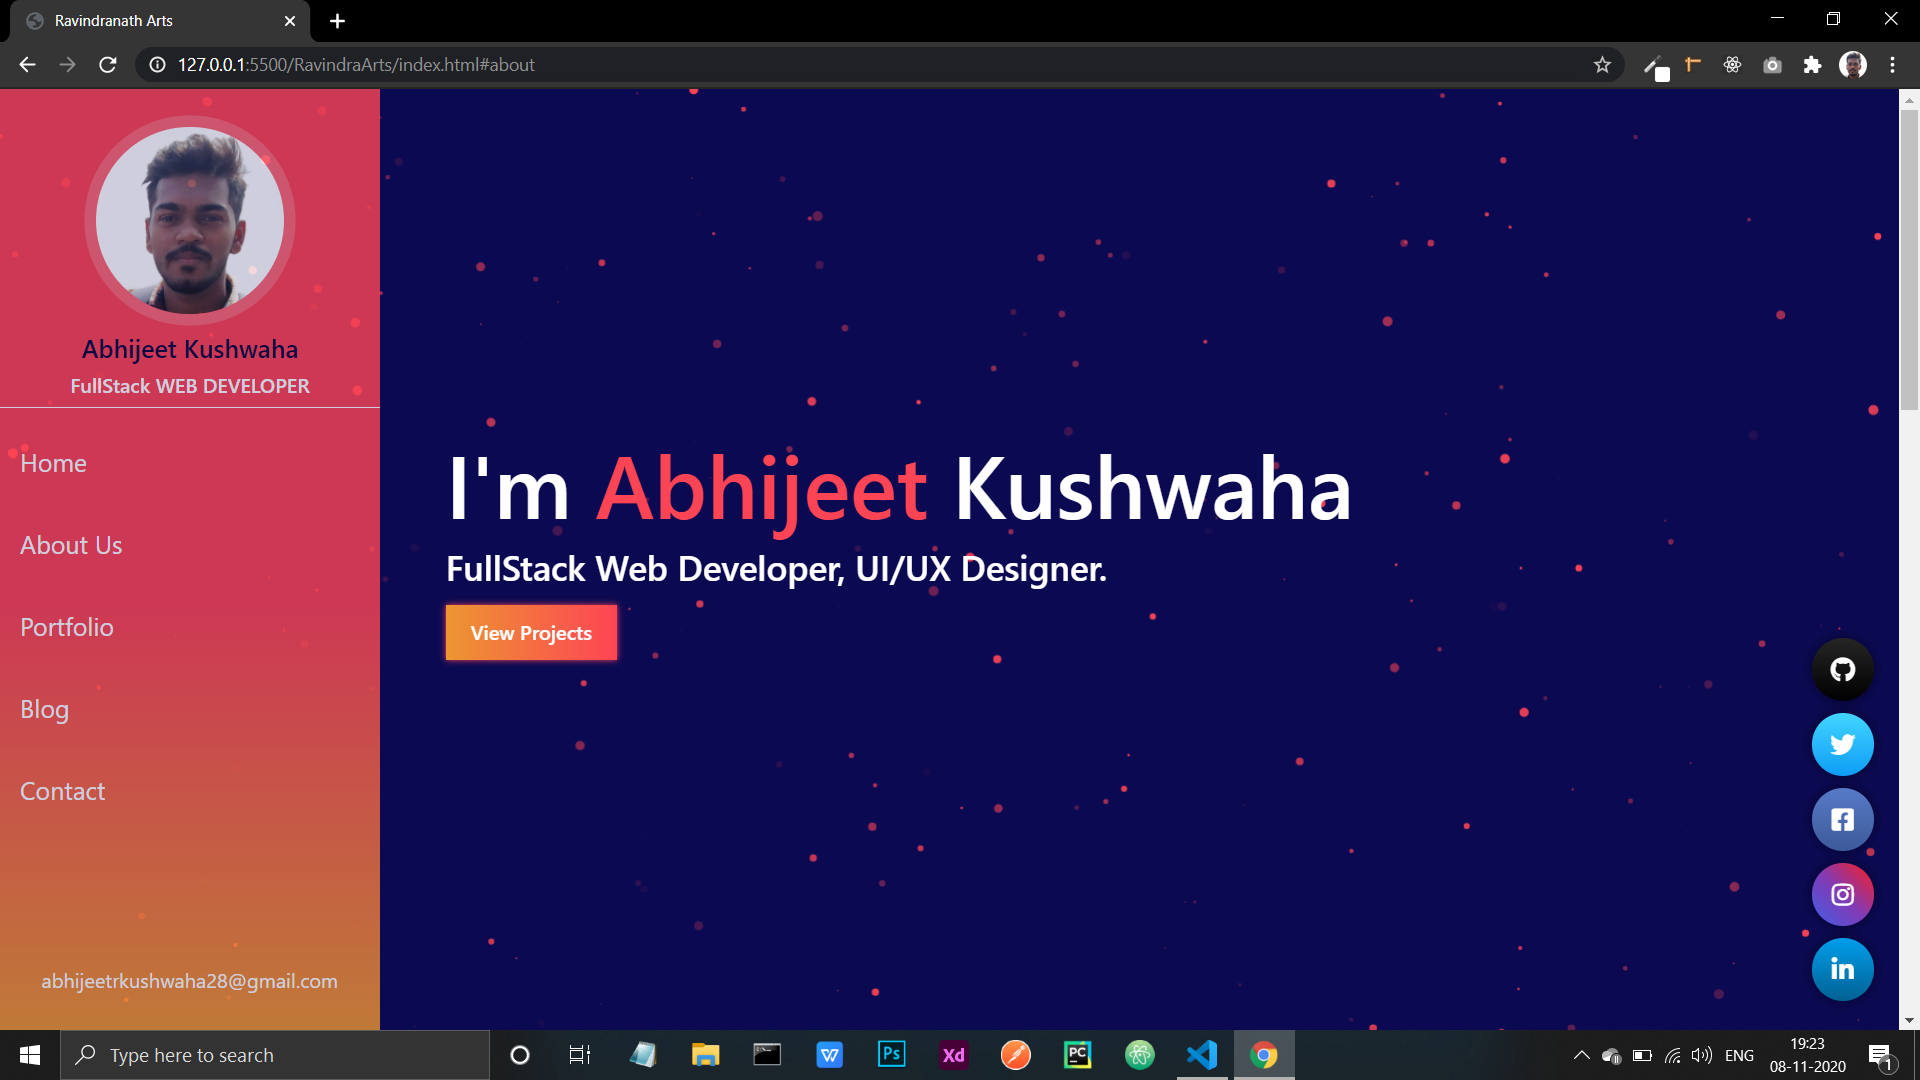 Ravindranath Arts
127.0.0.1:5500/RavindraArts/index.html#about
Abhijeet Kushwaha
FullStack WEB DEVELOPER
Home
About Us
Portfolio
Blog
Contact
abhijeetrkushwaha28@gmail.com
I'm Abhijeet Kushwaha
FullStack Web Developer, UI/UX Designer.
View Projects
Type here to search
W
Ps
Xd
PC
ENG
19:23
08-11-2020
1